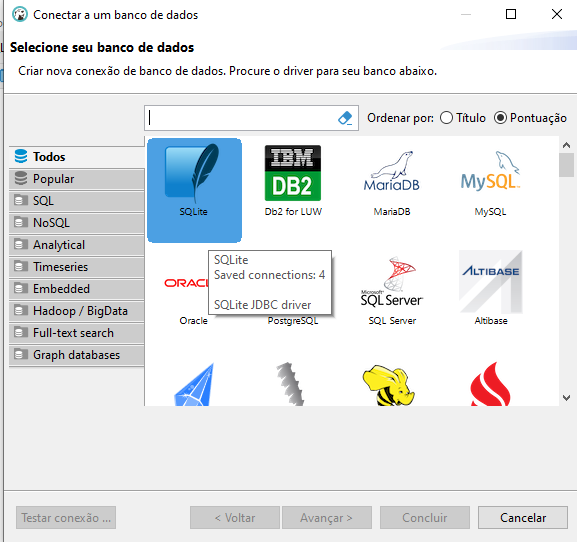 Conectar a um banco de dados
Selecione seu banco de dados
Criar nova conexão de banco de dados. Procure o driver para seu banco abaixo.
Ordenar por: Título Pontuação
Todos
Popular
SQL
NoSQL
Analytical
Timeseries
Embedded
Hadoop / BigData
Full-text search
Graph databases
SQLite
IBM
DB2
Db2 for LUW
MariaDB
MariaDB
MySQL
MySQL
SQLite
Saved connections: 4
SQLite JDBC driver
ORAC
Oracle
PostgreSQL
Microsoft
SQL Server
SQL Server
ALTIBASE
Altibase
Testar conexão ...
< Voltar
Avançar >
Concluir
Cancelar